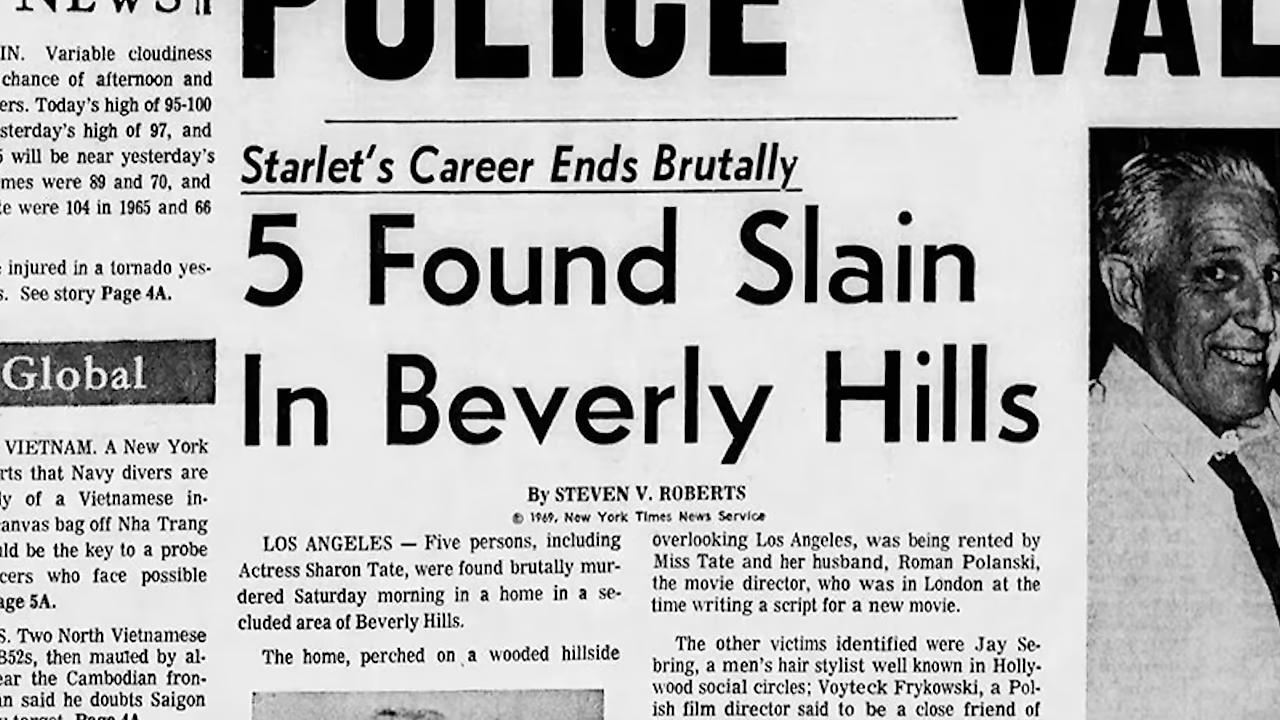 NEWS
POLICE WAL
IN. Variable cloudiness
chance of afternoon and
ers. Today's high of 95-100
sterday's high of 97, and
5 will be near yesterday's
mes were 89 and 70, and
e were 104 in 1965 and 66
injured in a tornado yes-
s. See story Page 4A.
Global
VIETNAM. A New York
rts that Navy divers are
ly of a Vietnamese in-
anvas bag off Nha Trang
ld be the key to a probe
cers who face possible
age 5A.
S. Two North Vietnamese
B52s, then mauled by al-
ear the Cambodian fron-
an said he doubts Saigon
target. Page 4A
Starlet's Career Ends Brutally
5 Found Slain
In Beverly Hills
By STEVEN V. ROBERTS
© 1969, New York Times News Service
LOS ANGELES — Five persons, including
Actress Sharon Tate, were found brutally mur-
dered Saturday morning in a home in a se-
cluded area of Beverly Hills.
The home, perched on a wooded hillside
overlooking Los Angeles, was being rented by
Miss Tate and her husband, Roman Polanski,
the movie director, who was in London at the
time writing a script for a new movie.
The other victims identified were Jay Se-
bring, a men's hair stylist well known in Holly-
wood social circles; Voyteck Frykowski, a Pol-
ish film director said to be a close friend of